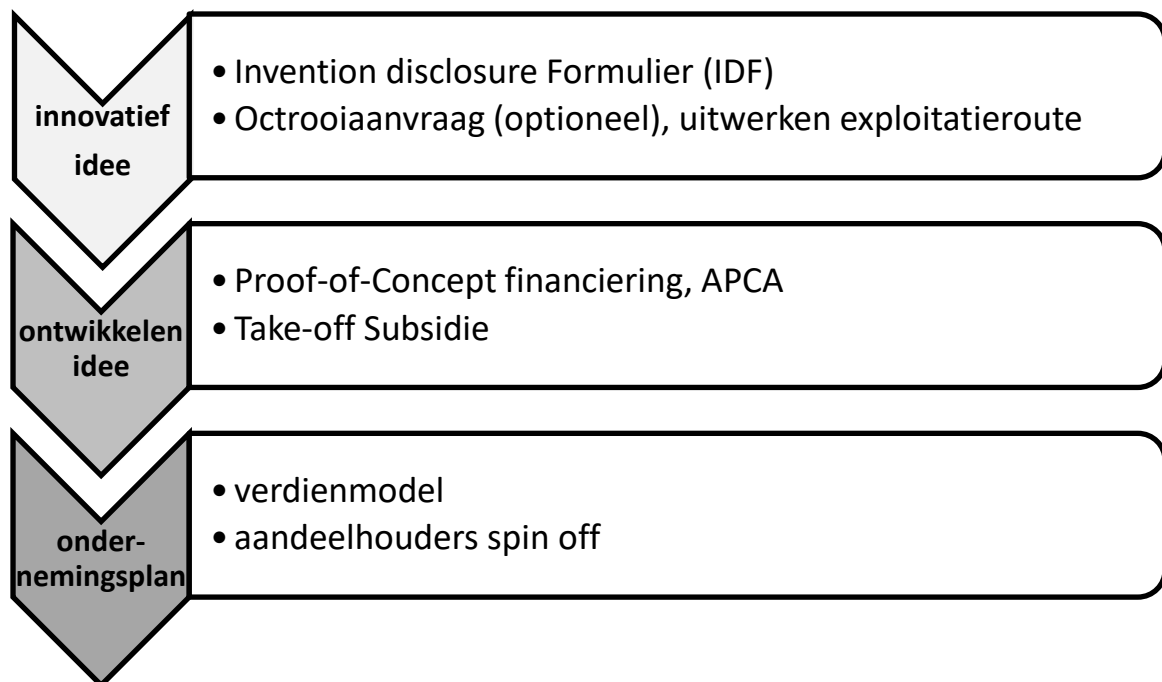 innovatief
idee
• Invention disclosure Formulier (IDF)
• Octrooiaanvraag (optioneel), uitwerken exploitatieroute
ontwikkelen
idee
• Proof-of-Concept financiering, APCA
• Take-off Subsidie
onder-
nemingsplan
• verdienmodel
• aandeelhouders spin off